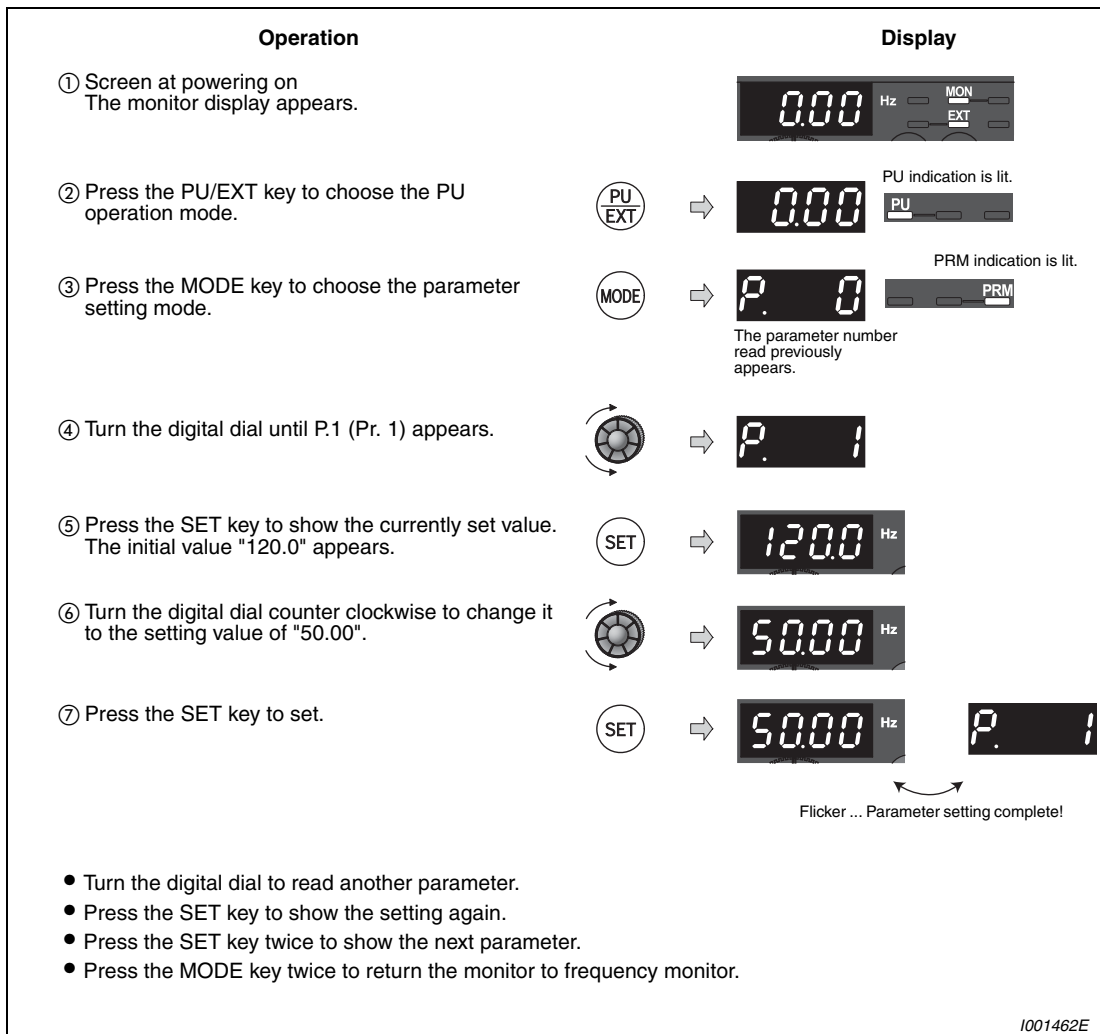 Operation
Display
① Screen at powering on
The monitor display appears.
0.00 Hz MON
EXT
② Press the PU/EXT key to choose the PU
operation mode.
PU
EXT
0.00
PU indication is lit.
PU
③ Press the MODE key to choose the parameter
setting mode.
MODE
P. 0
PRM indication is lit.
PRM
The parameter number
read previously
appears.
④ Turn the digital dial until P.1 (Pr. 1) appears.
P. 1
⑤ Press the SET key to show the currently set value.
The initial value "120.0" appears.
SET
120.0 Hz
⑥ Turn the digital dial counter clockwise to change it
to the setting value of "50.00".
50.00 Hz
⑦ Press the SET key to set.
SET
50.00 Hz
P. 1
Flicker ... Parameter setting complete!
● Turn the digital dial to read another parameter.
● Press the SET key to show the setting again.
● Press the SET key twice to show the next parameter.
● Press the MODE key twice to return the monitor to frequency monitor.
I001462E